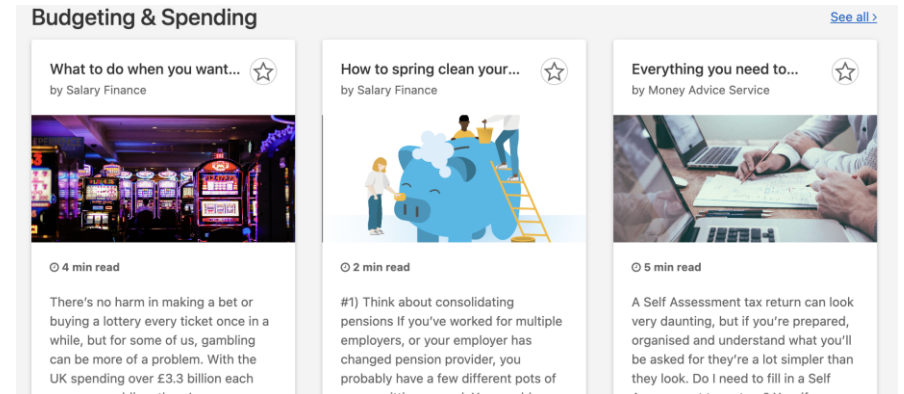 Budgeting & Spending
See all >
What to do when you want...
by Salary Finance
4 min read
There's no harm in making a bet or
buying a lottery every ticket once in a
while, but for some of us, gambling
can be more of a problem. With the
UK spending over £3.3 billion each
How to spring clean your...
by Salary Finance
2 min read
#1) Think about consolidating
pensions If you've worked for multiple
employers, or your employer has
changed pension provider, you
probably have a few different pots of
Everything you need to...
by Money Advice Service
5 min read
A Self Assessment tax return can look
very daunting, but if you're prepared,
organised and understand what you'll
be asked for they're a lot simpler than
they look. Do I need to fill in a Self